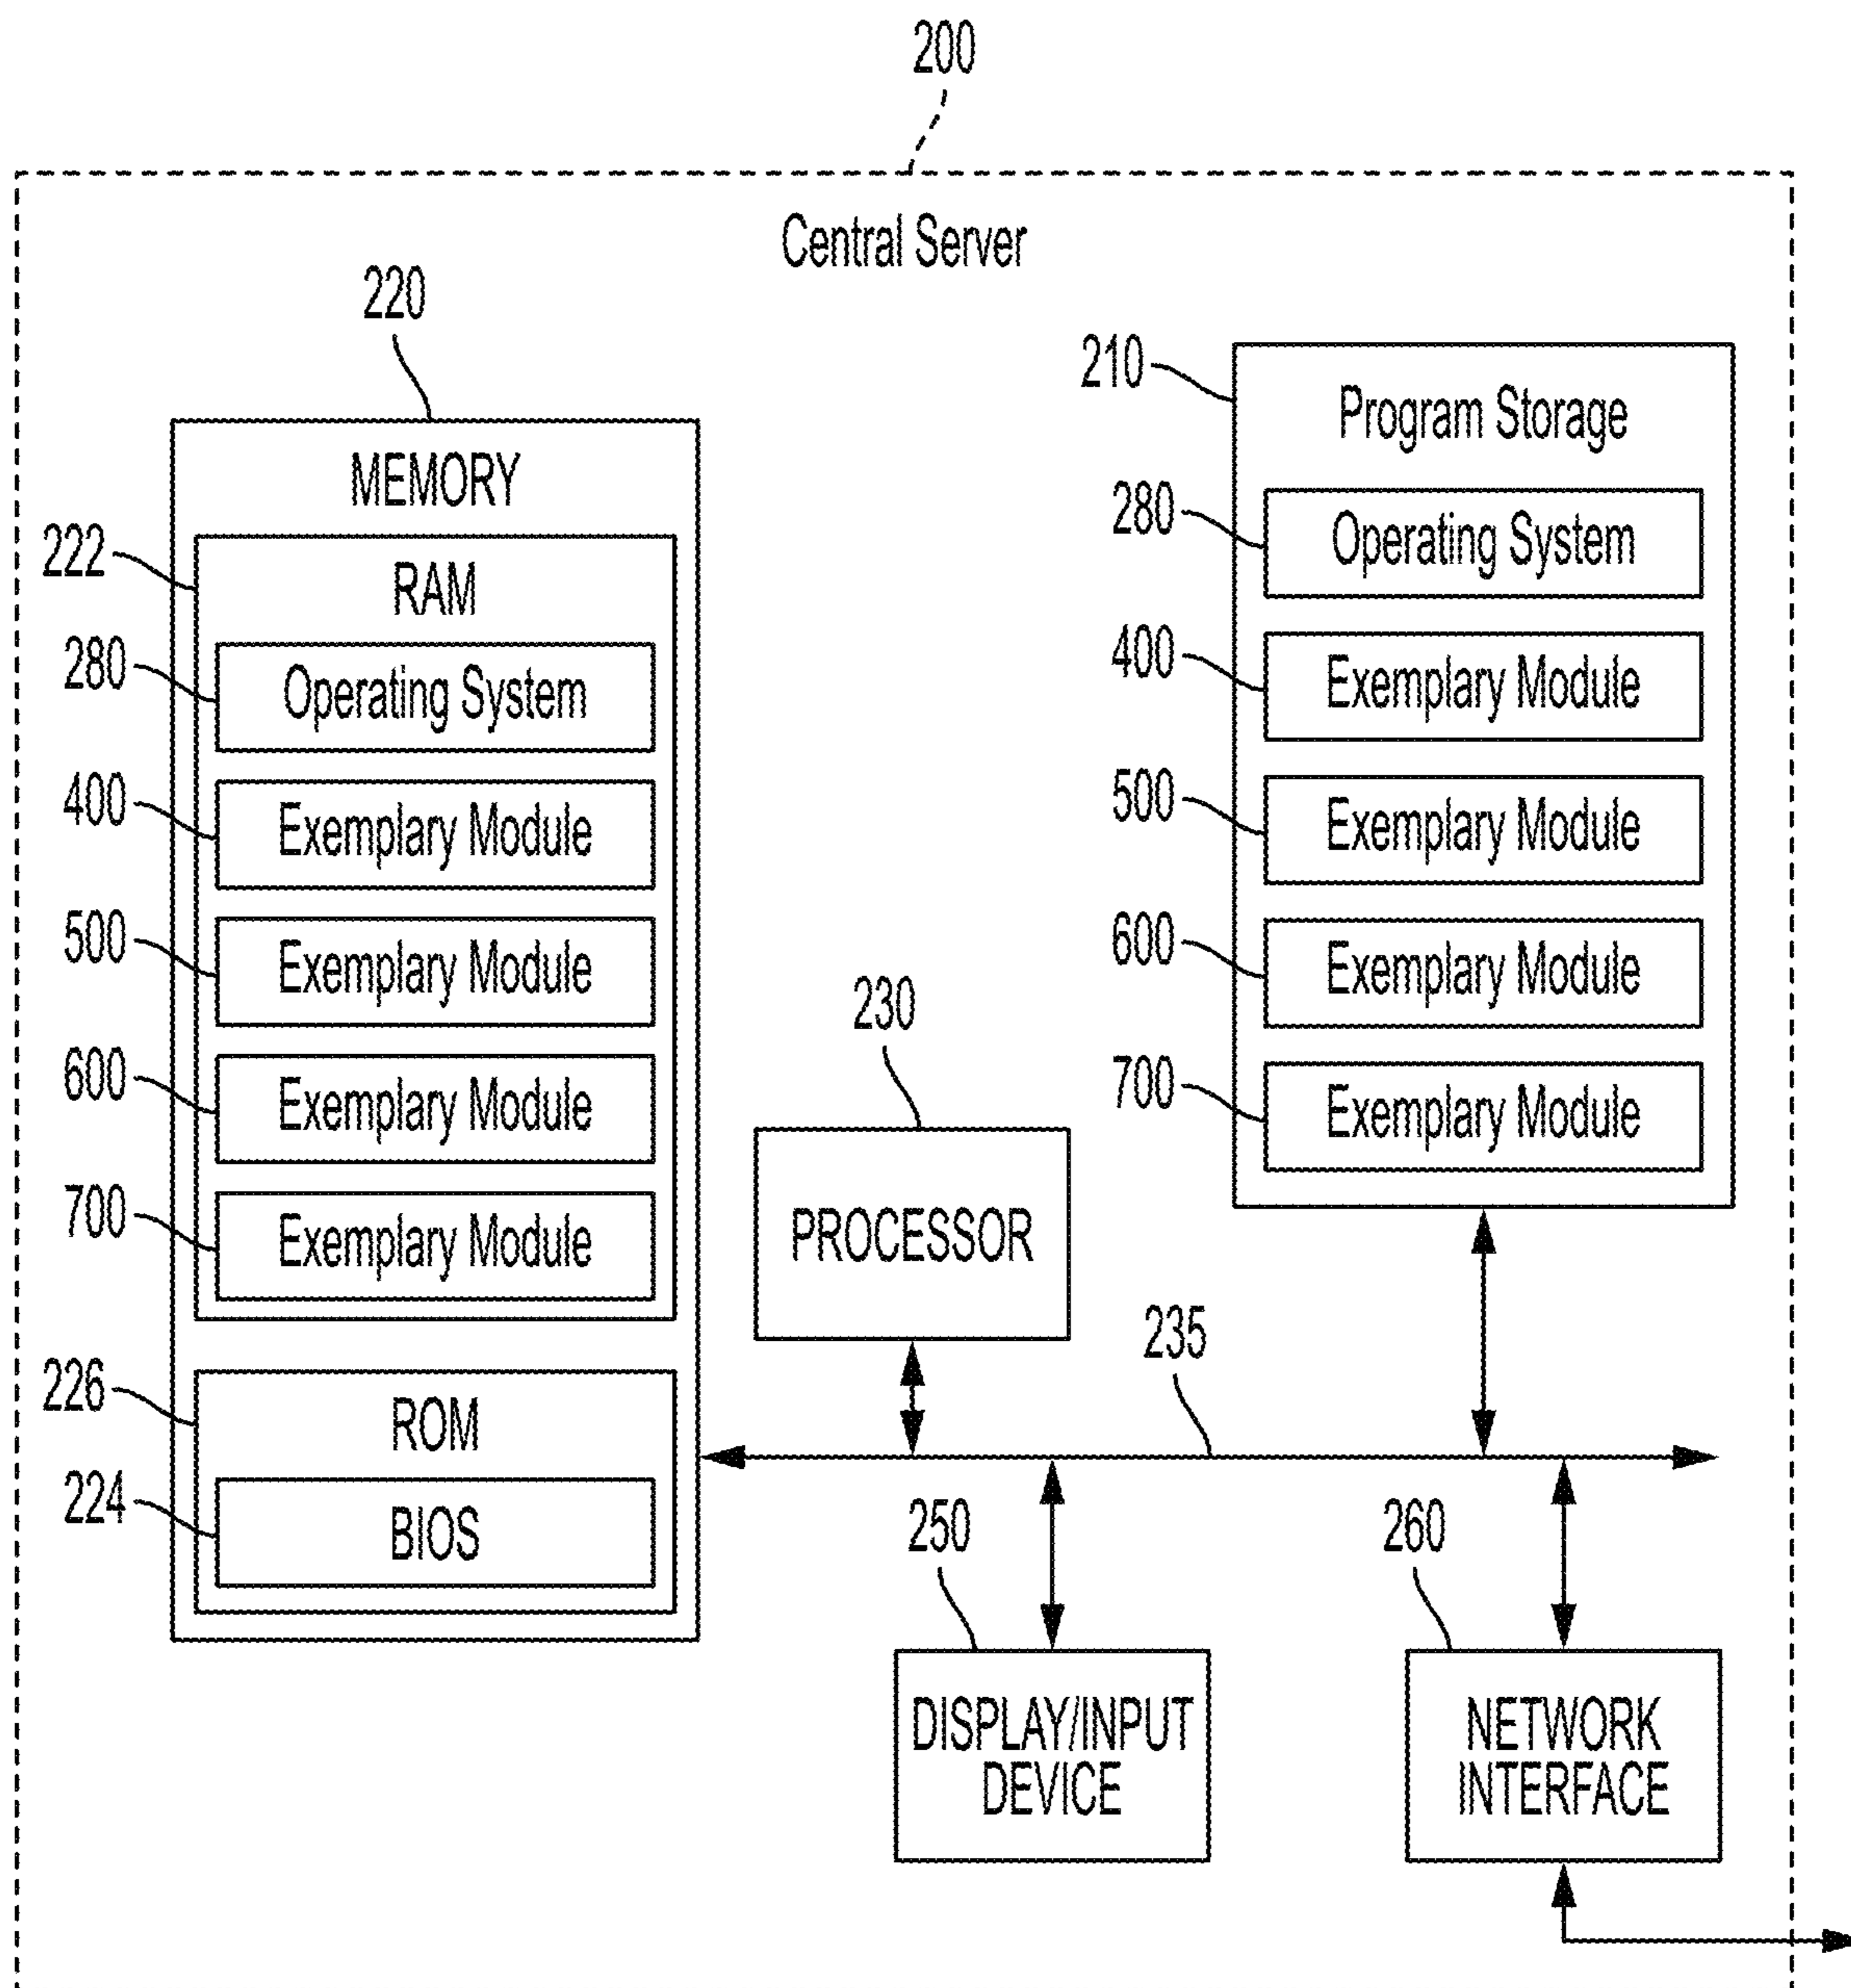 200
Central Server
220
MEMORY
222
RAM
280
Operating System
400
Exemplary Module
500
Exemplary Module
600
Exemplary Module
700
Exemplary Module
226
ROM
224
BIOS
210
Program Storage
280
Operating System
400
Exemplary Module
500
Exemplary Module
600
Exemplary Module
700
Exemplary Module
230
PROCESSOR
235
250
DISPLAY/INPUT
DEVICE
260
NETWORK
INTERFACE